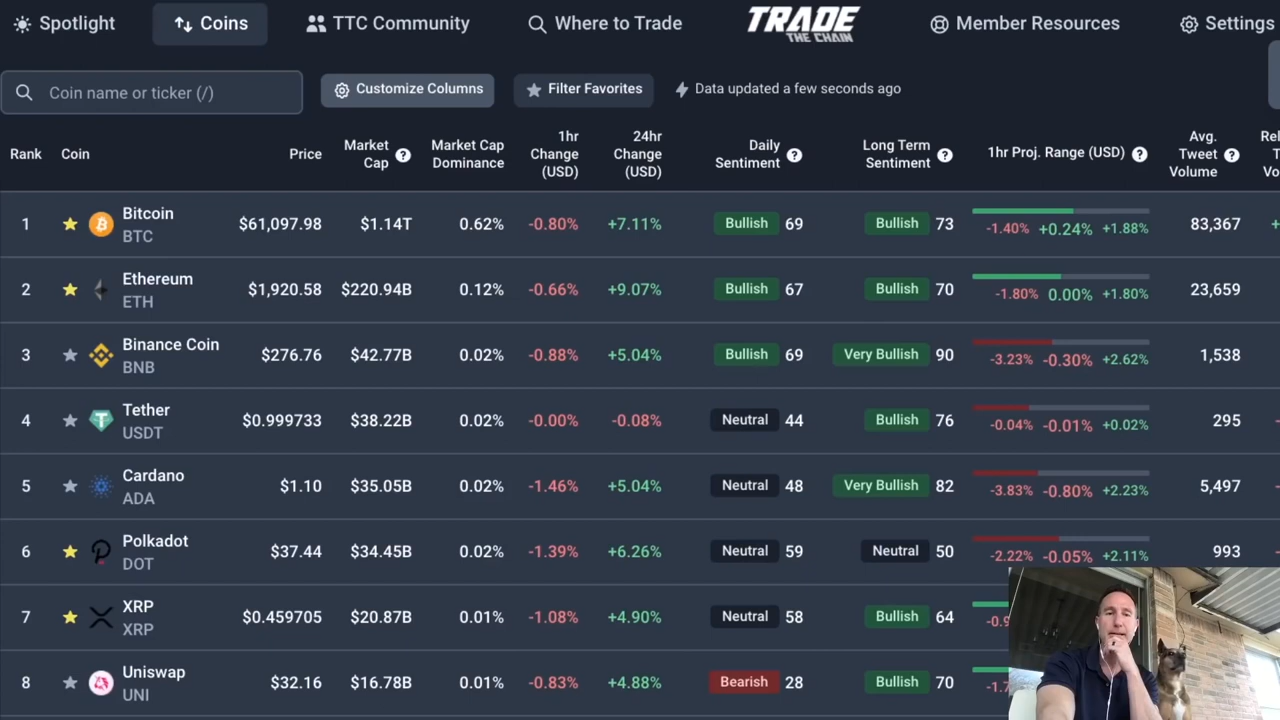 Spotlight Coins TTC Community Where to Trade TRADE THE CHAIN Member Resources Settings
Coin name or ticker (/) Customize Columns Filter Favorites Data updated a few seconds ago
Rank Coin Price Market Cap ? Market Cap Dominance 1hr Change (USD) 24hr Change (USD) Daily Sentiment ? Long Term Sentiment ? 1hr Proj. Range (USD) ? Avg. Tweet Volume ?
1 Bitcoin BTC $61,097.98 $1.14T 0.62% -0.80% +7.11% Bullish 69 Bullish 73 -1.40% +0.24% +1.88% 83,367
2 Ethereum ETH $1,920.58 $220.94B 0.12% -0.66% +9.07% Bullish 67 Bullish 70 -1.80% 0.00% +1.80% 23,659
3 Binance Coin BNB $276.76 $42.77B 0.02% -0.88% +5.04% Bullish 69 Very Bullish 90 -3.23% -0.30% +2.62% 1,538
4 Tether USDT $0.999733 $38.22B 0.02% -0.00% -0.08% Neutral 44 Bullish 76 -0.04% -0.01% +0.02% 295
5 Cardano ADA $1.10 $35.05B 0.02% -1.46% +5.04% Neutral 48 Very Bullish 82 -3.83% -0.80% +2.23% 5,497
6 Polkadot DOT $37.44 $34.45B 0.02% -1.39% +6.26% Neutral 59 Neutral 50 -2.22% -0.05% +2.11% 993
7 XRP XRP $0.459705 $20.87B 0.01% -1.08% +4.90% Neutral 58 Bullish 64
8 Uniswap UNI $32.16 $16.78B 0.01% -0.83% +4.88% Bearish 28 Bullish 70